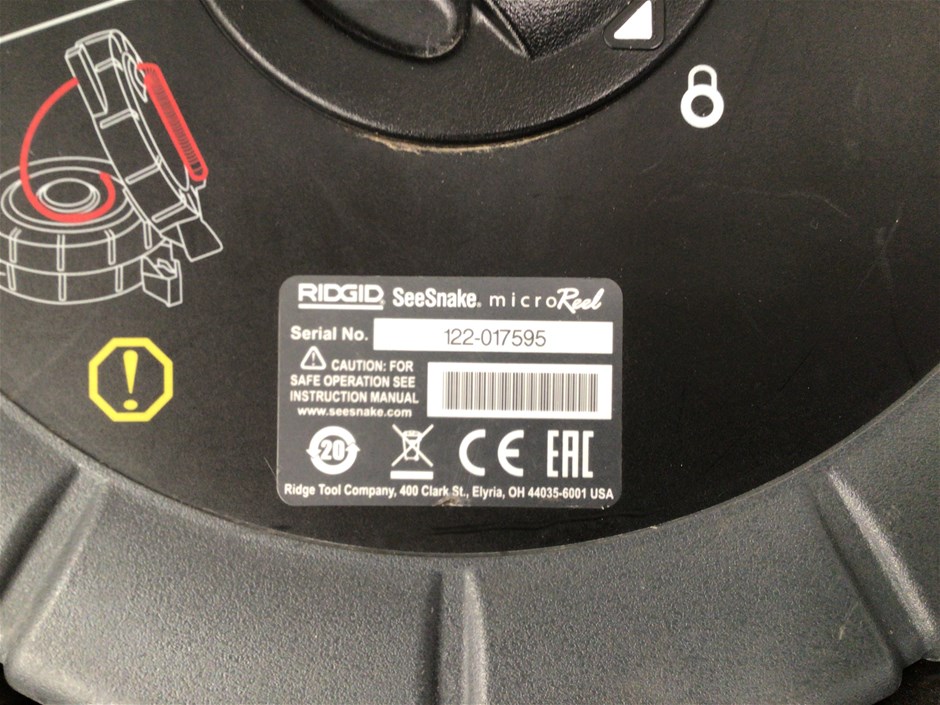 RIDGID SeeSnake® microReel
Serial No. 122-017595
⚠ CAUTION: FOR
SAFE OPERATION SEE
INSTRUCTION MANUAL
www.seesnake.com
20 CE EAC
Ridge Tool Company, 400 Clark St., Elyria, OH 44035-6001 USA